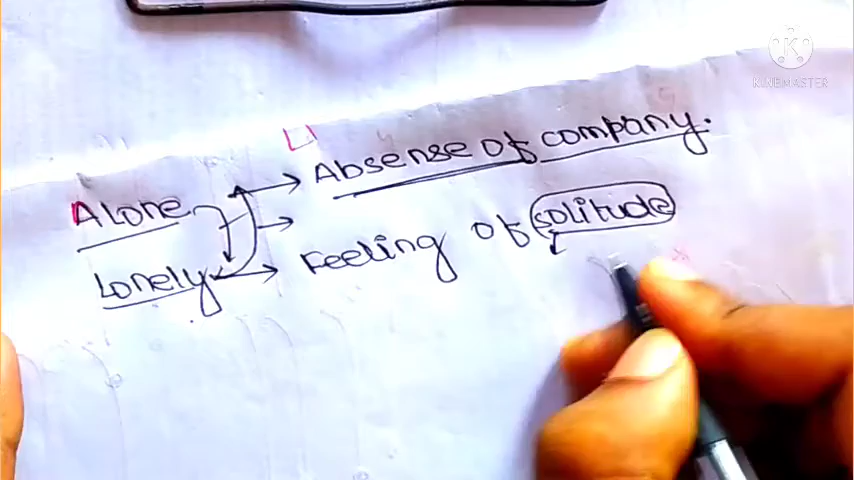 KINEMASTER
Alone → Absense of company.
Lonely → Feeling of solitude